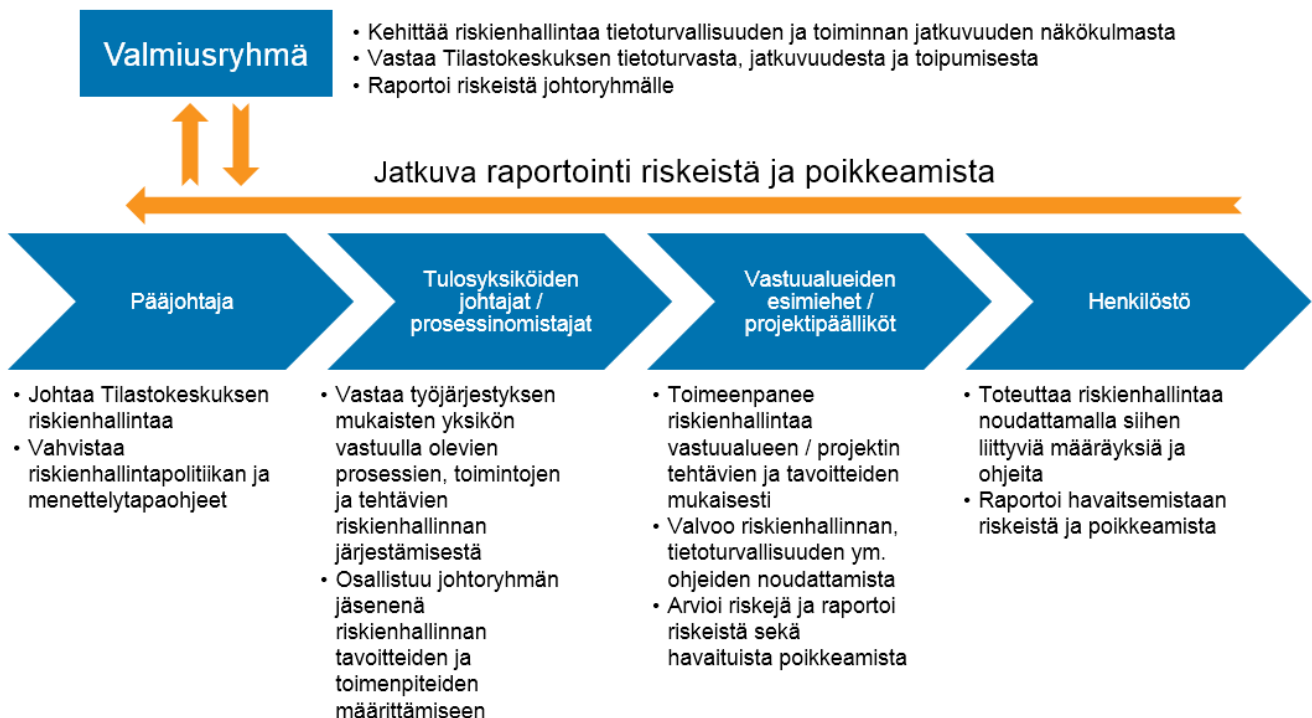 Valmiusryhmä
• Kehittää riskienhallintaa tietoturvallisuuden ja toiminnan jatkuvuuden näkökulmasta
• Vastaa Tilastokeskuksen tietoturvasta, jatkuvuudesta ja toipumisesta
• Raportoi riskeistä johtoryhmälle
Jatkuva raportointi riskeistä ja poikkeamista
Pääjohtaja
• Johtaa Tilastokeskuksen
riskienhallintaa
• Vahvistaa
riskienhallintapolitiikan ja
menettelytapaohjeet
Tulosyksiköiden
johtajat /
prosessinomistajat
• Vastaa työjärjestyksen
mukaisten yksikön
vastuulla olevien
prosessien, toimintojen
ja tehtävien
riskienhallinnan
järjestämisestä
• Osallistuu johtoryhmän
jäsenenä
riskienhallinnan
tavoitteiden ja
toimenpiteiden
määrittämiseen
Vastuualueiden
esimiehet /
projektipäälliköt
• Toimeenpanee
riskienhallintaa
vastuualueen / projektin
tehtävien ja tavoitteiden
mukaisesti
• Valvoo riskienhallinnan,
tietoturvallisuuden ym.
ohjeiden noudattamista
• Arvioi riskejä ja raportoi
riskeistä sekä
havaituista poikkeamista
Henkilöstö
• Toteuttaa riskienhallintaa
noudattamalla siihen
liittyviä määräyksiä ja
ohjeita
• Raportoi havaitsemistaan
riskeistä ja poikkeamista